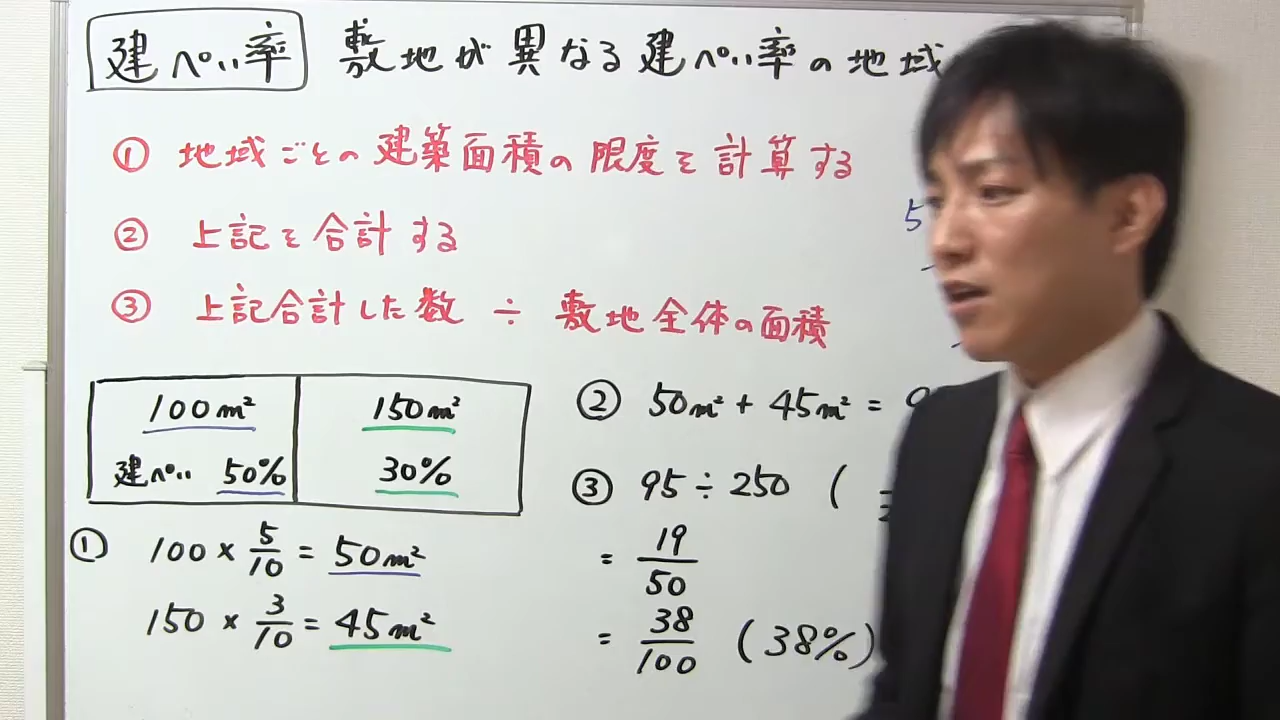 建ぺい率 敷地が異なる建ぺい率の地域
① 地域ごとの建築面積の限度を計算する
② 上記を合計する
③ 上記合計した数 ÷ 敷地全体の面積
100m² 150m²
建ぺい 50% 30%
① 100 × 5/10 = 50m²
150 × 3/10 = 45m²
5
② 50m² + 45m² = 9
③ 95 ÷ 250 (
= 19/50
= 38/100 (38%)